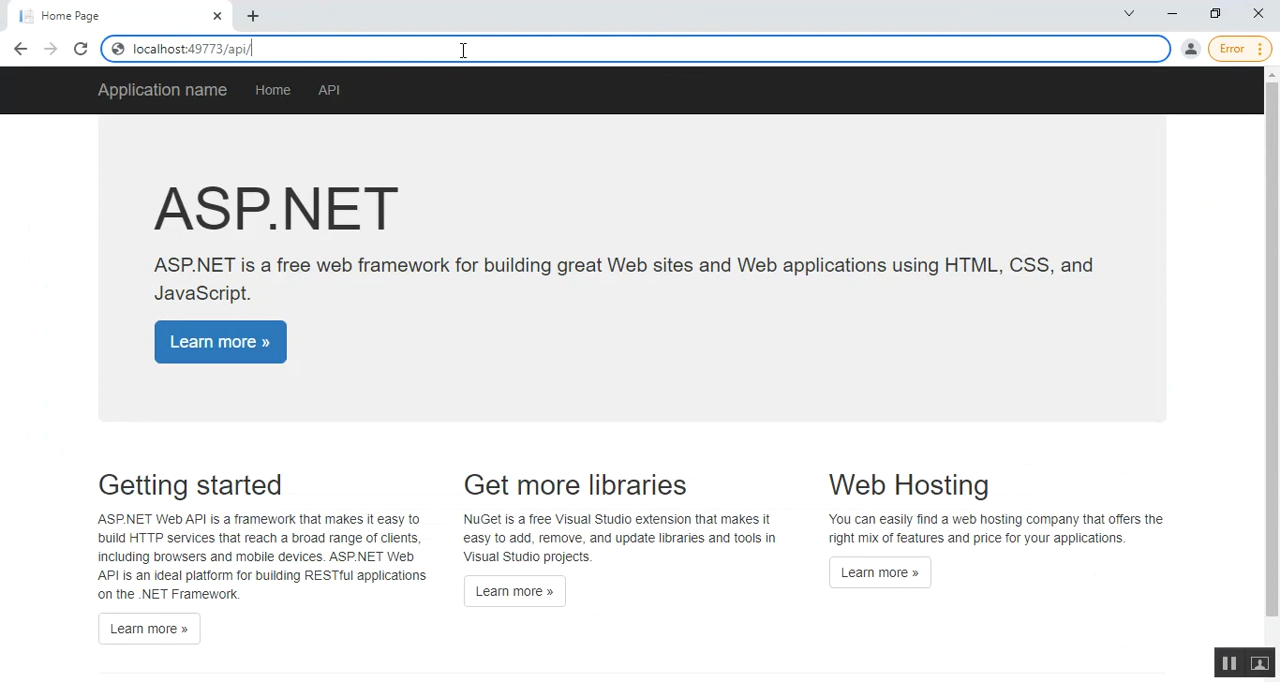 Home Page
localhost:49773/api/
Error
Application name Home API
ASP.NET
ASP.NET is a free web framework for building great Web sites and Web applications using HTML, CSS, and
JavaScript.
Learn more »
Getting started
ASP.NET Web API is a framework that makes it easy to
build HTTP services that reach a broad range of clients,
including browsers and mobile devices. ASP.NET Web
API is an ideal platform for building RESTful applications
on the .NET Framework.
Learn more »
Get more libraries
NuGet is a free Visual Studio extension that makes it
easy to add, remove, and update libraries and tools in
Visual Studio projects.
Learn more »
Web Hosting
You can easily find a web hosting company that offers the
right mix of features and price for your applications.
Learn more »